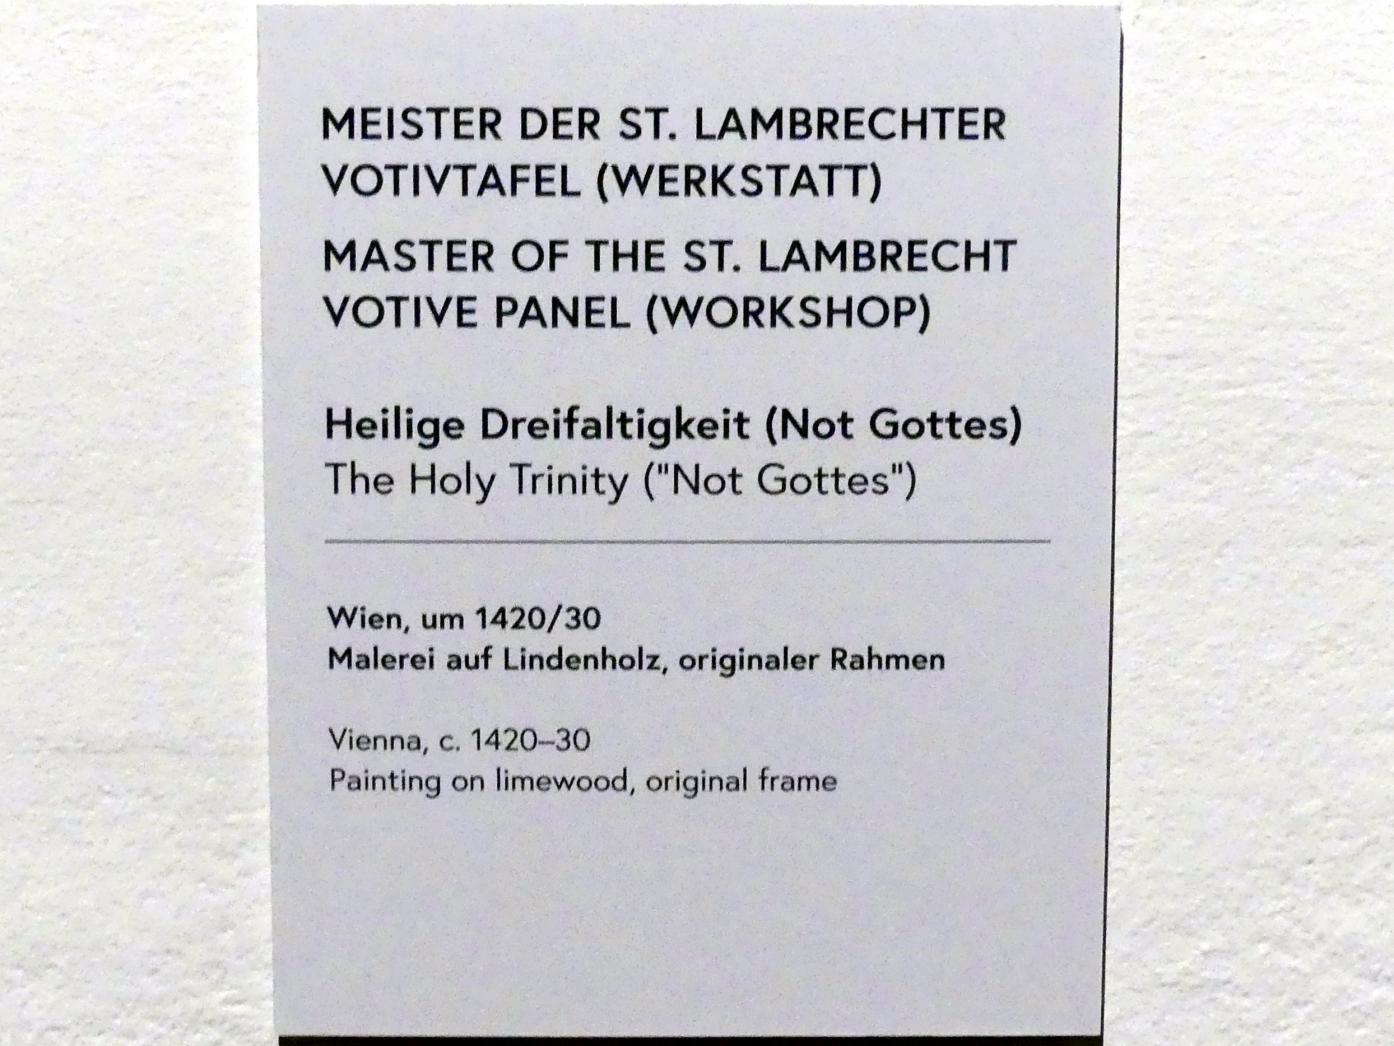 MEISTER DER ST. LAMBRECHTER
VOTIVTAFEL (WERKSTATT)
MASTER OF THE ST. LAMBRECHT
VOTIVE PANEL (WORKSHOP)
Heilige Dreifaltigkeit (Not Gottes)
The Holy Trinity ("Not Gottes")
Wien, um 1420/30
Malerei auf Lindenholz, originaler Rahmen
Vienna, c. 1420–30
Painting on limewood, original frame